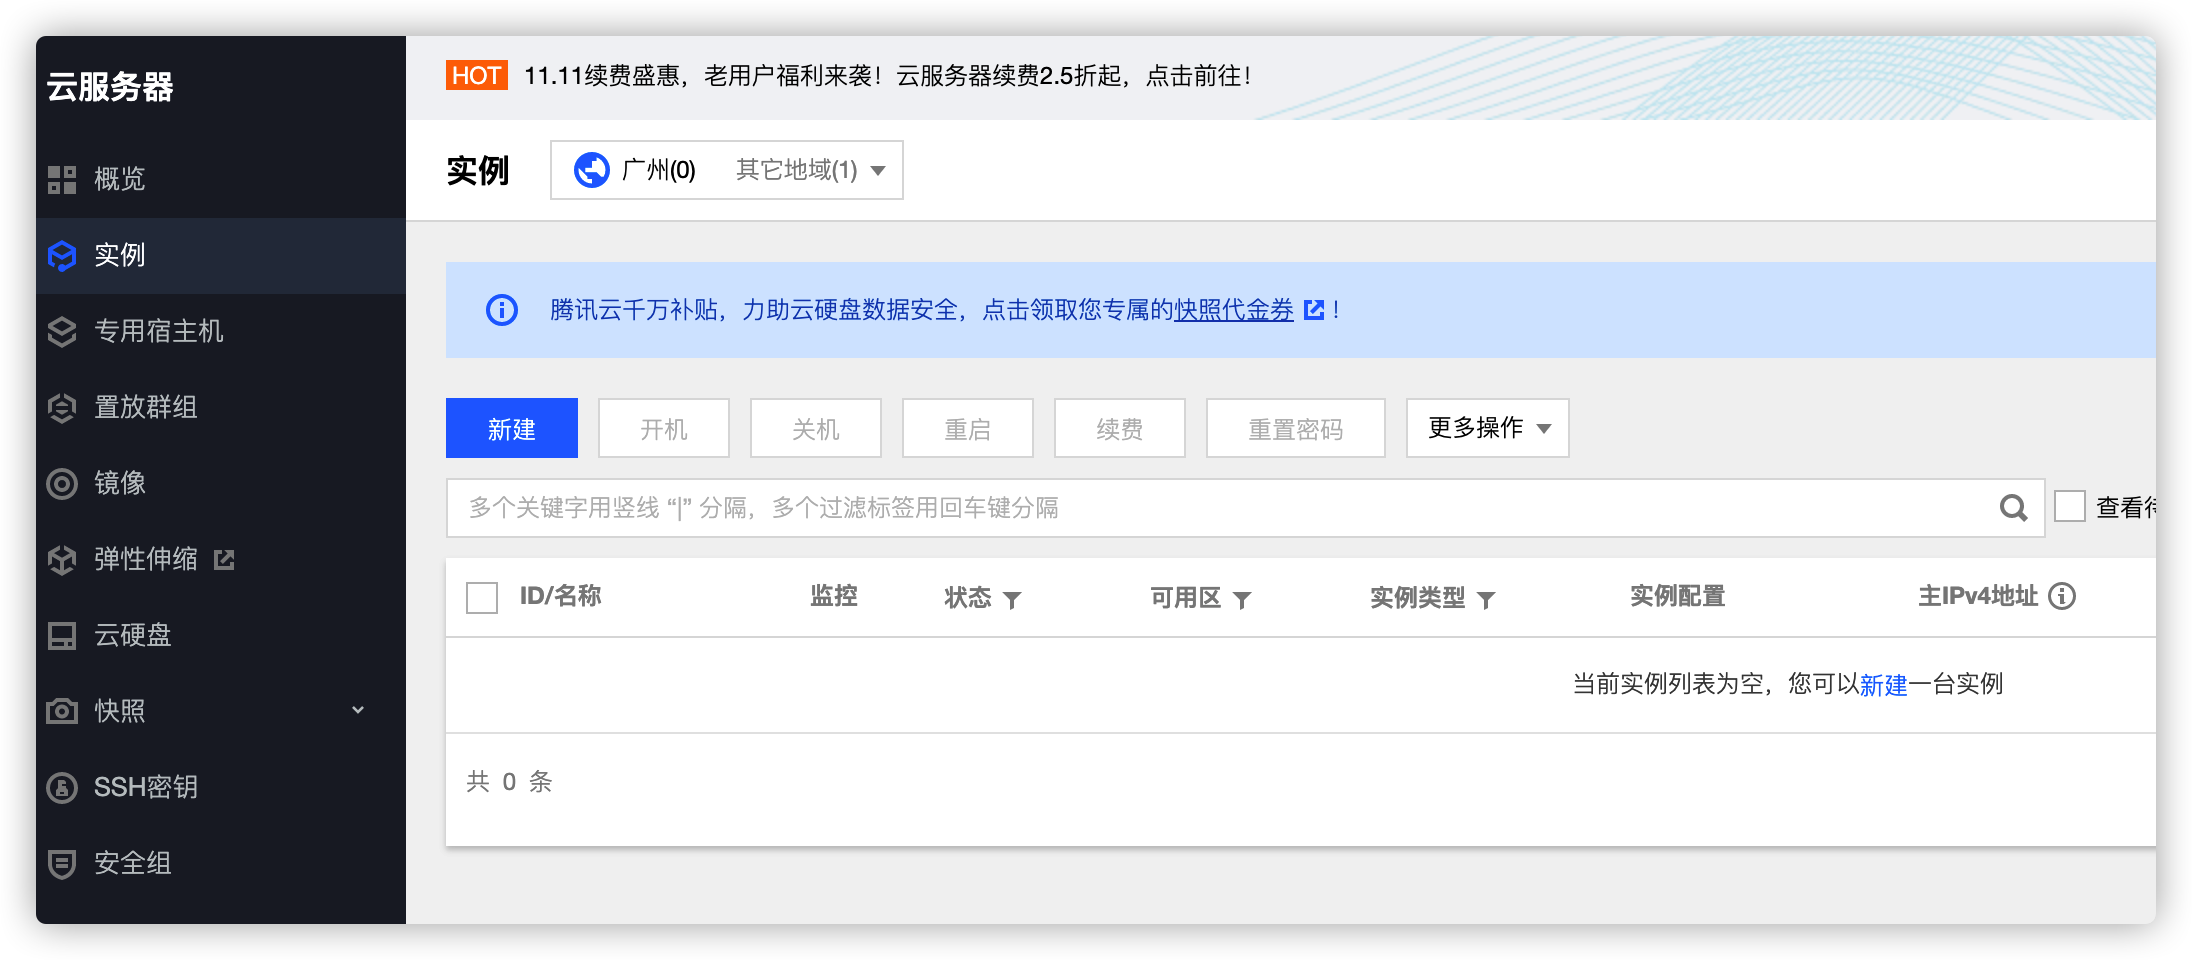 云服务器
概览
实例
专用宿主机
置放群组
镜像
弹性伸缩
云硬盘
快照
SSH密钥
安全组
HOT 11.11续费盛惠，老用户福利来袭！云服务器续费2.5折起，点击前往！
实例 广州(0) 其它地域(1)
腾讯云千万补贴，力助云硬盘数据安全，点击领取您专属的快照代金券！
新建 开机 关机 重启 续费 重置密码 更多操作
多个关键字用竖线 “|” 分隔，多个过滤标签用回车键分隔 查看
ID/名称 监控 状态 可用区 实例类型 实例配置 主IPv4地址
当前实例列表为空，您可以新建一台实例
共 0 条